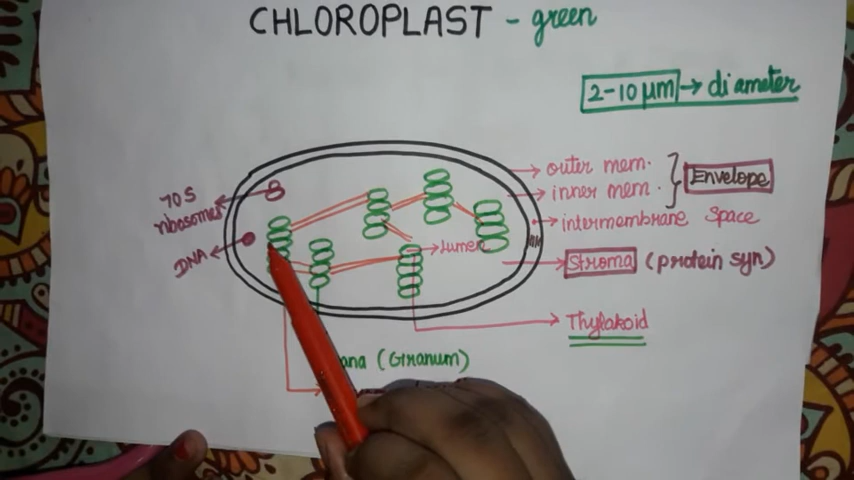 CHLOROPLAST - green
2-10 μm → diameter
outer mem.
inner mem.
Envelope
intermembrane space
70S
ribosomes
DNA
Lumen
Stroma (protein syn)
Thylakoid
(Granum)